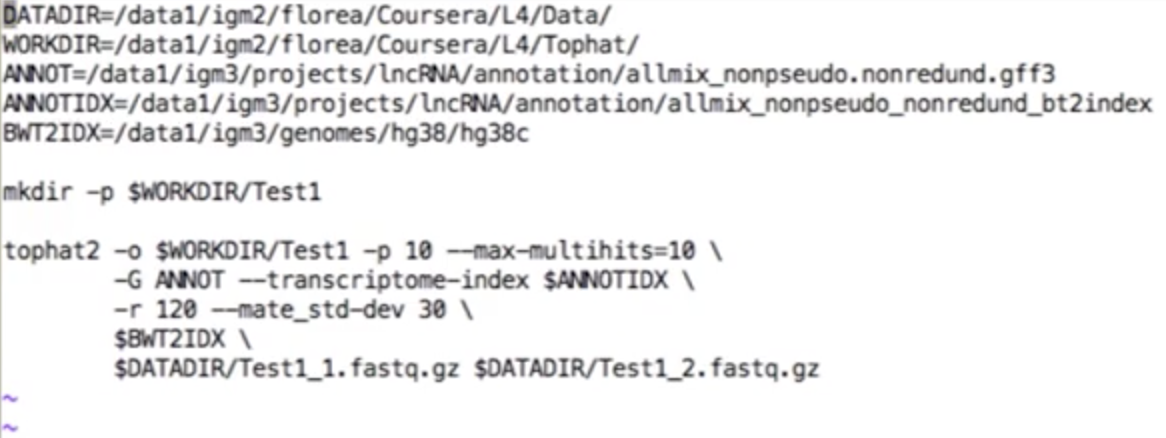 DATADIR=/data1/igm2/florea/Coursera/L4/Data/
WORKDIR=/data1/igm2/florea/Coursera/L4/Tophat/
ANNOT=/data1/igm3/projects/lncRNA/annotation/allmix_nonpseudo.nonredund.gff3
ANNOTIDX=/data1/igm3/projects/lncRNA/annotation/allmix_nonpseudo_nonredund_bt2index
BWT2IDX=/data1/igm3/genomes/hg38/hg38c
mkdir -p $WORKDIR/Test1
tophat2 -o $WORKDIR/Test1 -p 10 --max-multihits=10 \
-G ANNOT --transcriptome-index $ANNOTIDX \
-r 120 --mate_std-dev 30 \
$BWT2IDX \
$DATADIR/Test1_1.fastq.gz $DATADIR/Test1_2.fastq.gz
~
~